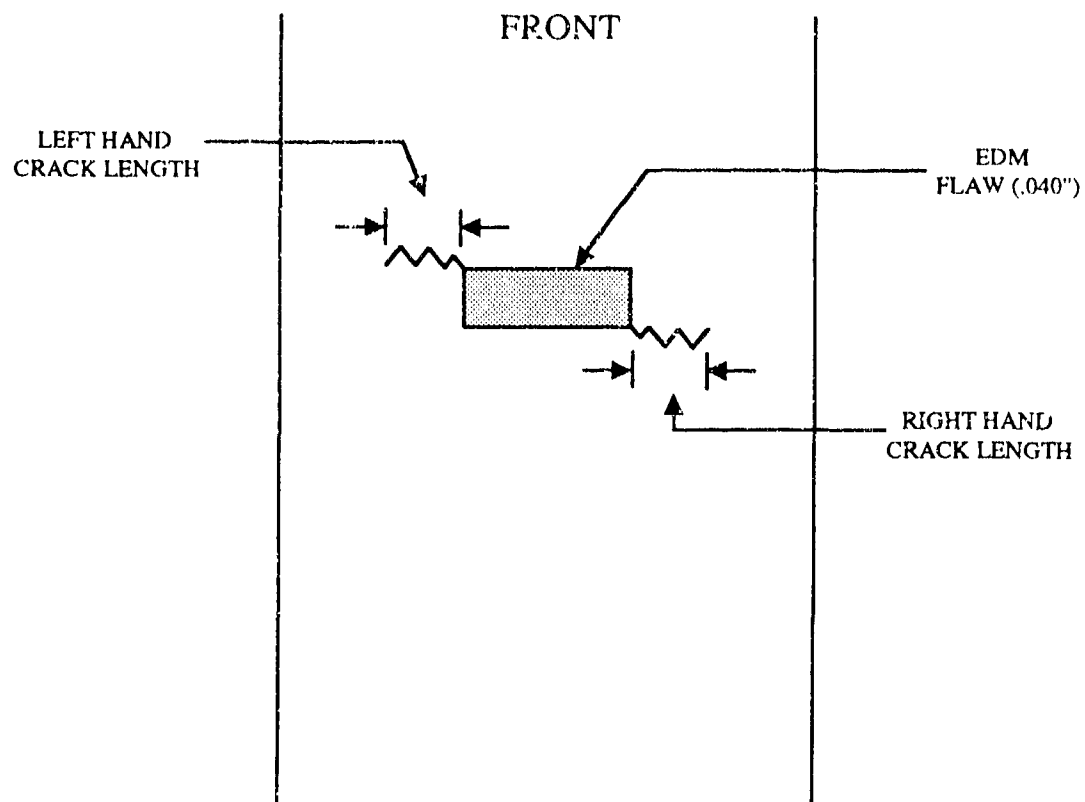 FRONT
LEFT HAND
CRACK LENGTH
EDM
FLAW (.040")
RIGHT HAND
CRACK LENGTH